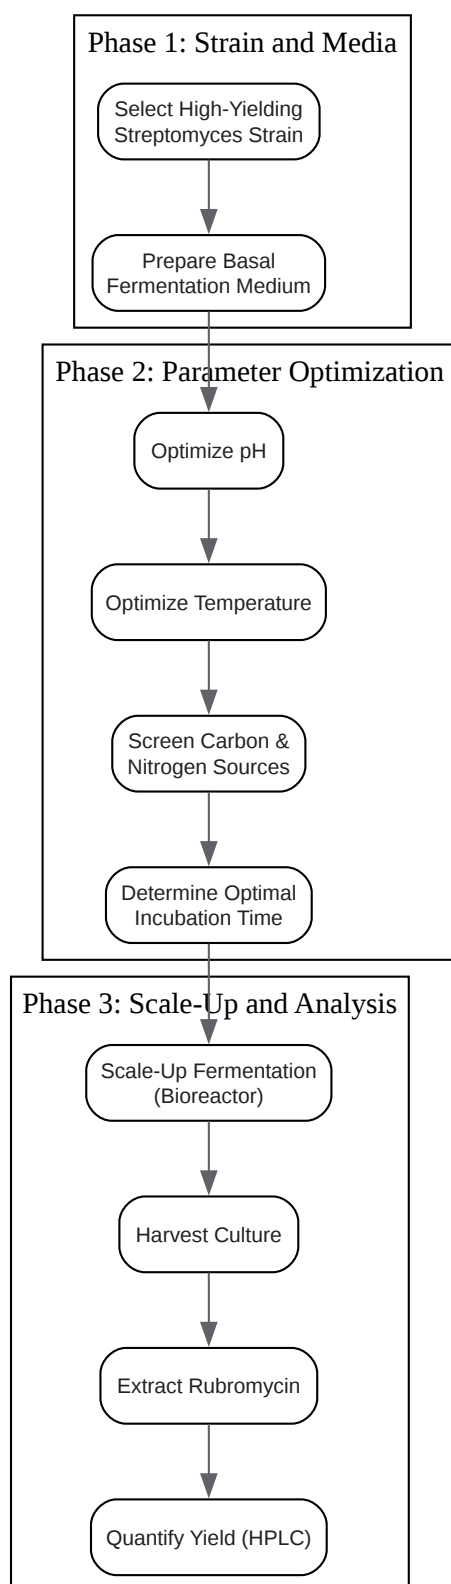 Phase 1: Strain and Media
Select High-Yielding
Streptomyces Strain
Prepare Basal
Fermentation Medium
Phase 2: Parameter Optimization
Optimize pH
Optimize Temperature
Screen Carbon &
Nitrogen Sources
Determine Optimal
Incubation Time
Phase 3: Scale-Up and Analysis
Scale-Up Fermentation
(Bioreactor)
Harvest Culture
Extract Rubromycin
Quantify Yield (HPLC)